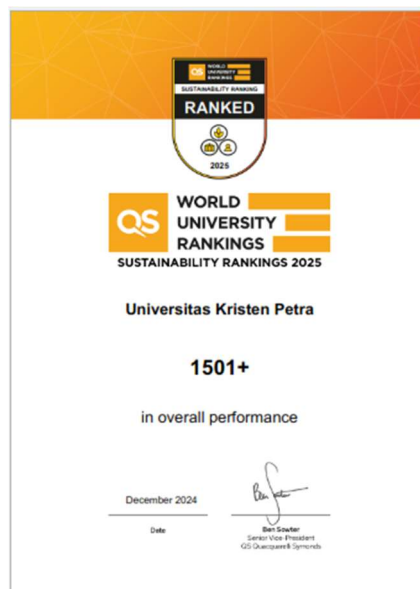 QS WORLD
UNIVERSITY
RANKINGS
SUSTAINABILITY RANKING
RANKED
2025
QS
WORLD
UNIVERSITY
RANKINGS
SUSTAINABILITY RANKINGS 2025
Universitas Kristen Petra
1501+
in overall performance
December 2024
Date
Ben Sowter
Senior Vice-President
QS Quacquarelli Symonds